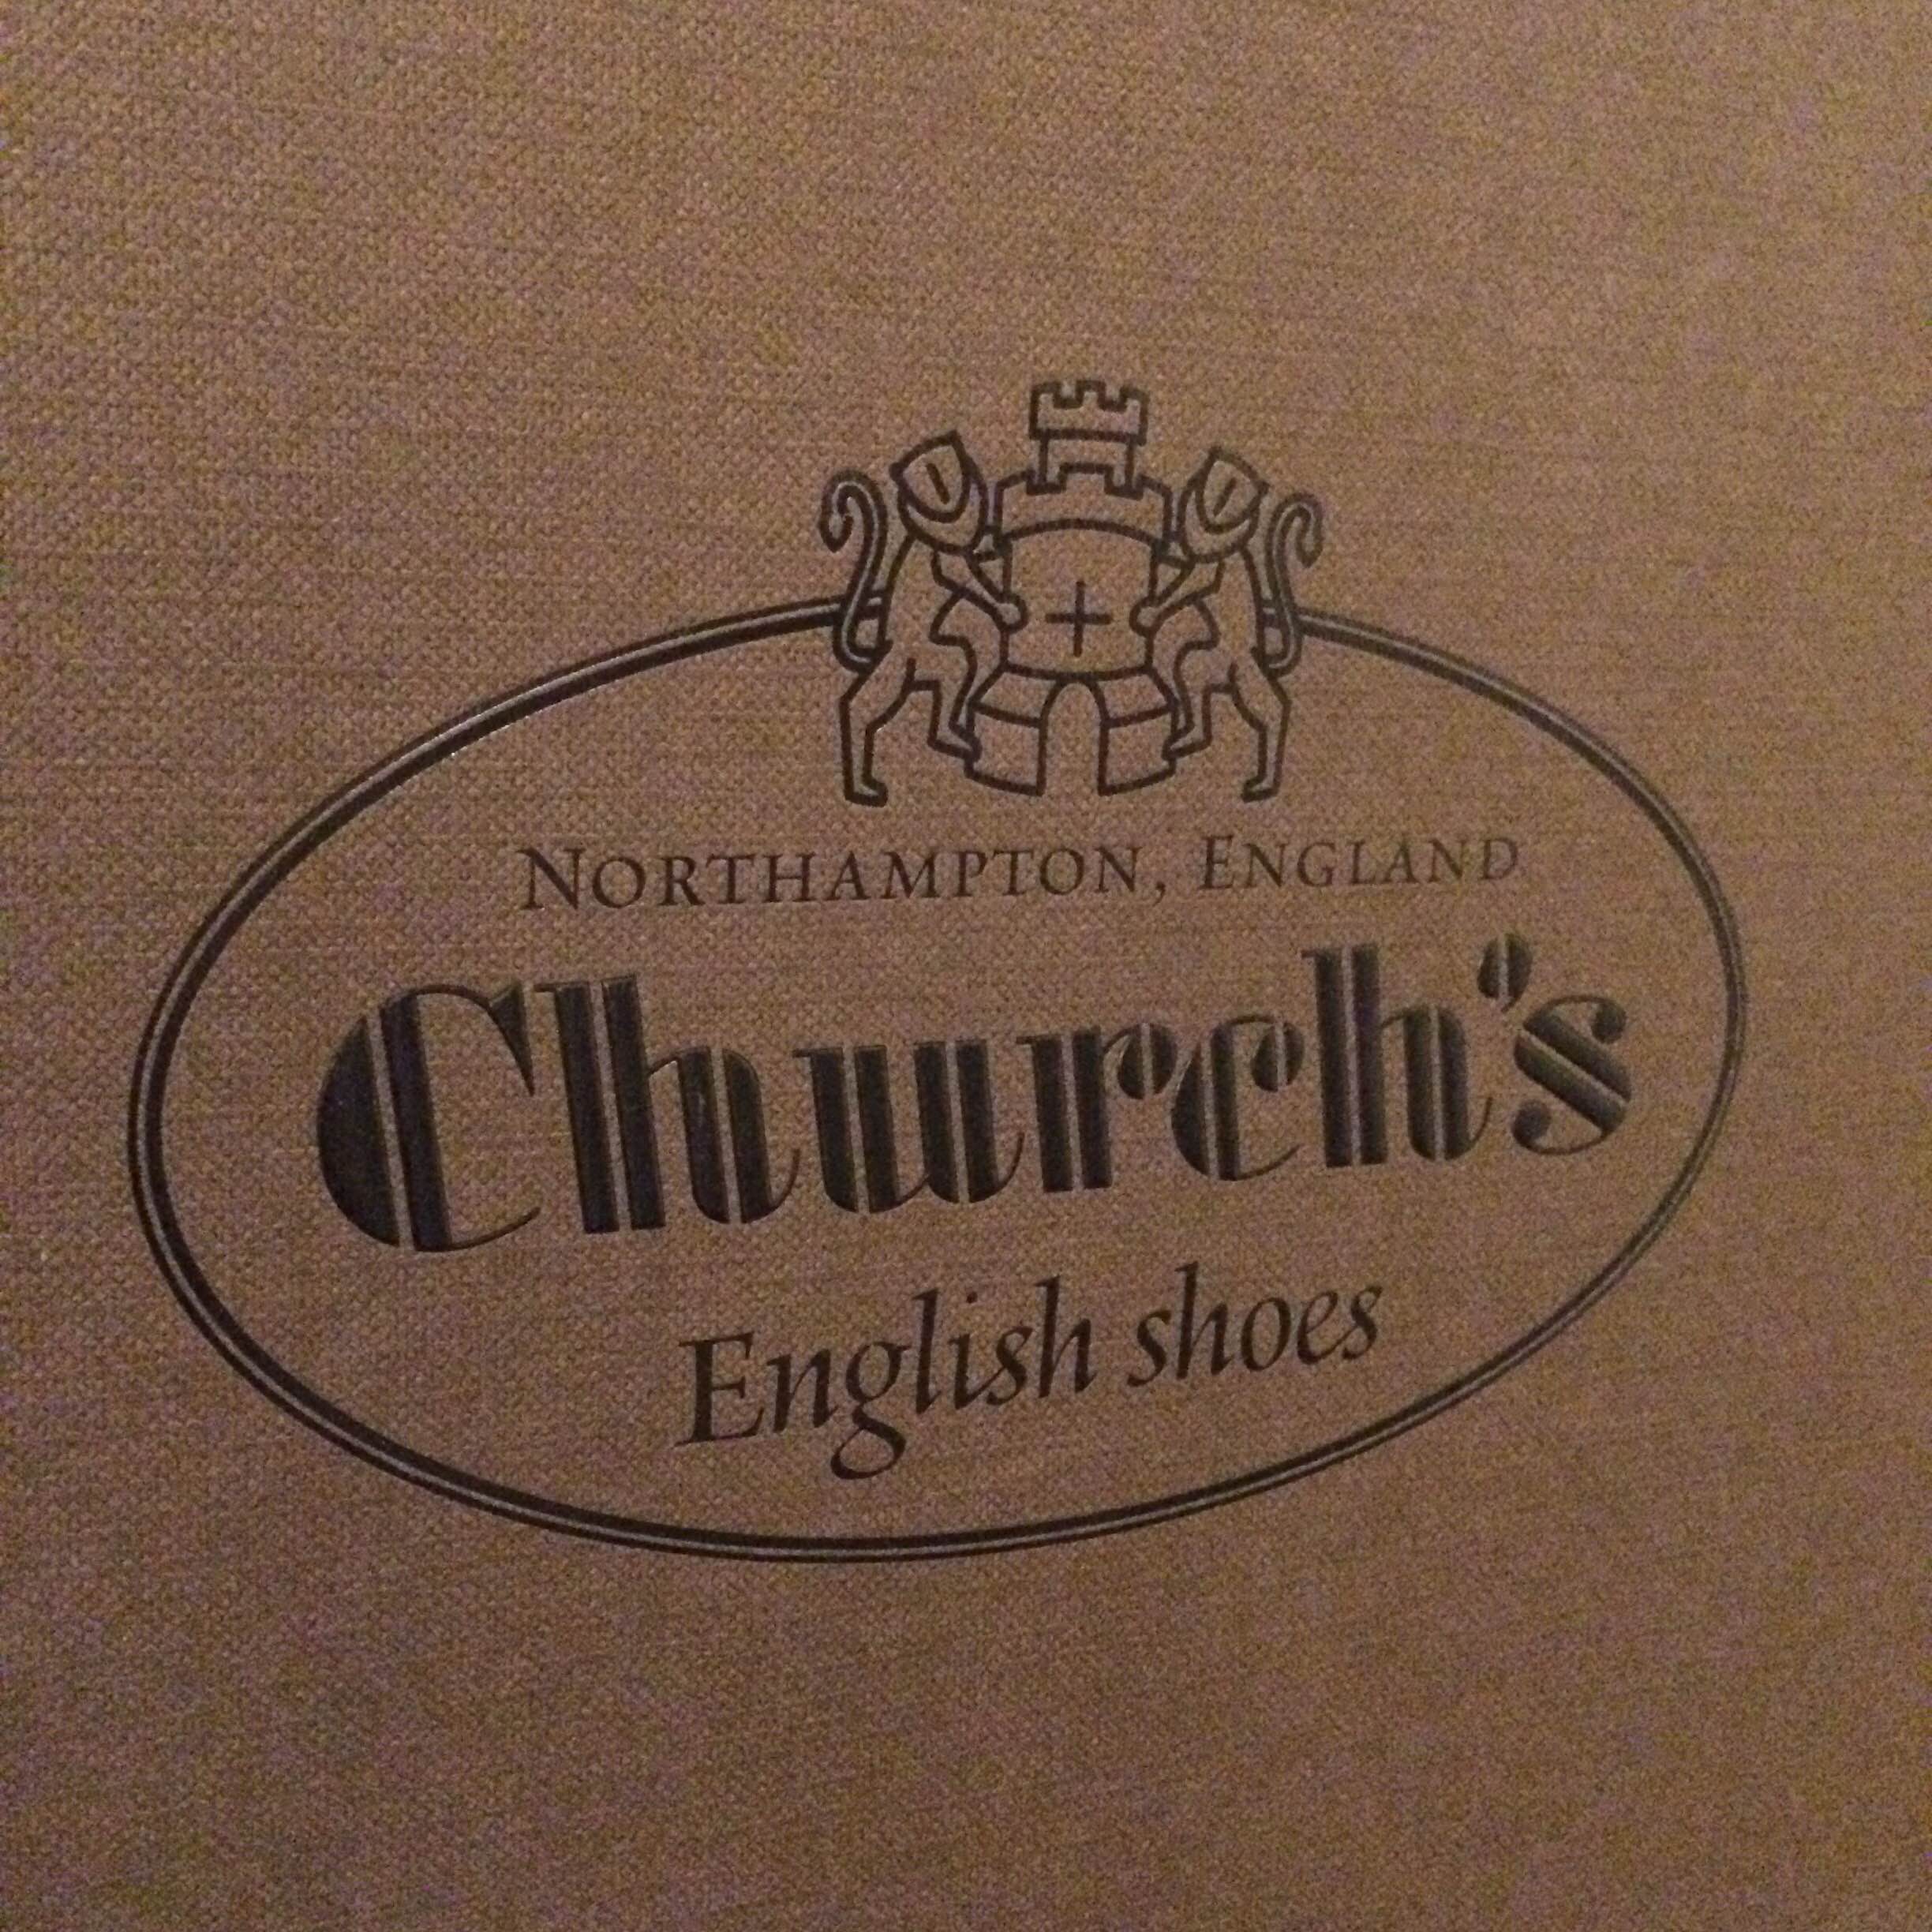 Northampton, England
Church's
English shoes